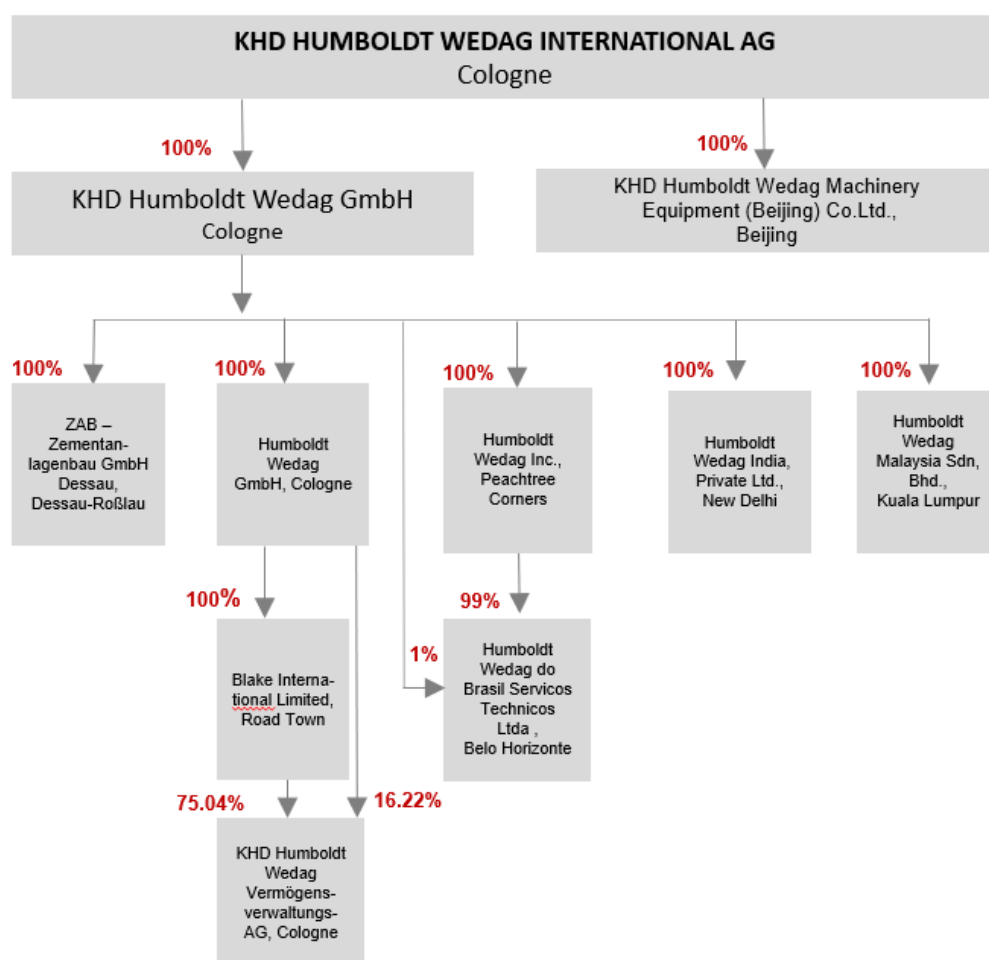 KHD HUMBOLDT WEDAG INTERNATIONAL AG
Cologne
100%
100%
KHD Humboldt Wedag GmbH
Cologne
KHD Humboldt Wedag Machinery
Equipment (Beijing) Co.Ltd.,
Beijing
100%
100%
100%
100%
100%
ZAB –
Zementan-
lagenbau GmbH
Dessau,
Dessau-Roßlau
Humboldt
Wedag
GmbH, Cologne
Humboldt
Wedag Inc.,
Peachtree
Corners
Humboldt
Wedag India,
Private Ltd.,
New Delhi
Humboldt
Wedag
Malaysia Sdn,
Bhd.,
Kuala Lumpur
100%
99%
1%
Blake Interna-
tional Limited,
Road Town
Humboldt
Wedag do
Brasil Servicos
Technicos
Ltda ,
Belo Horizonte
75.04%
16.22%
KHD Humboldt
Wedag
Vermögens-
verwaltungs-
AG, Cologne